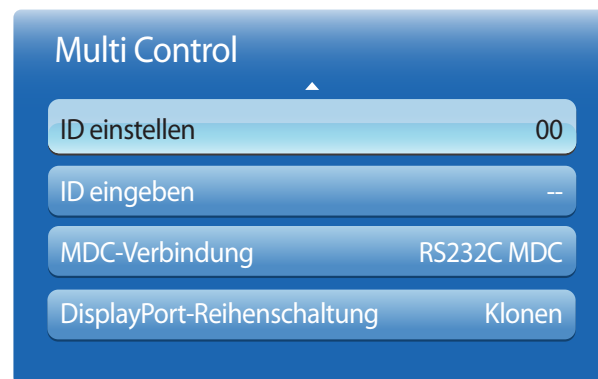 Multi Control
ID einstellen 00
ID eingeben --
MDC-Verbindung RS232C MDC
DisplayPort-Reihenschaltung Klonen